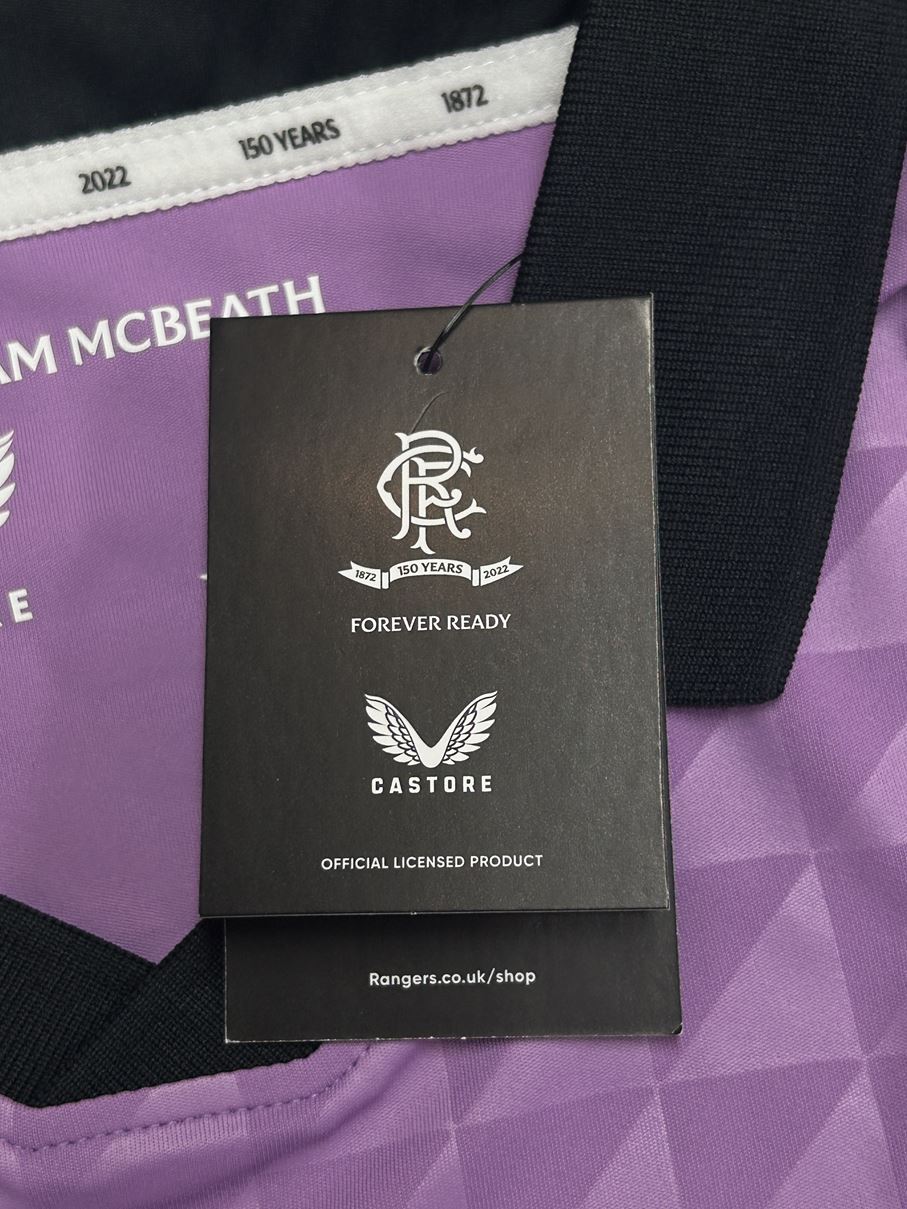 2022 150 YEARS 1872
AM MCBEATH
RE
1872 150 YEARS 2022
FOREVER READY
CASTORE
OFFICIAL LICENSED PRODUCT
Rangers.co.uk/shop